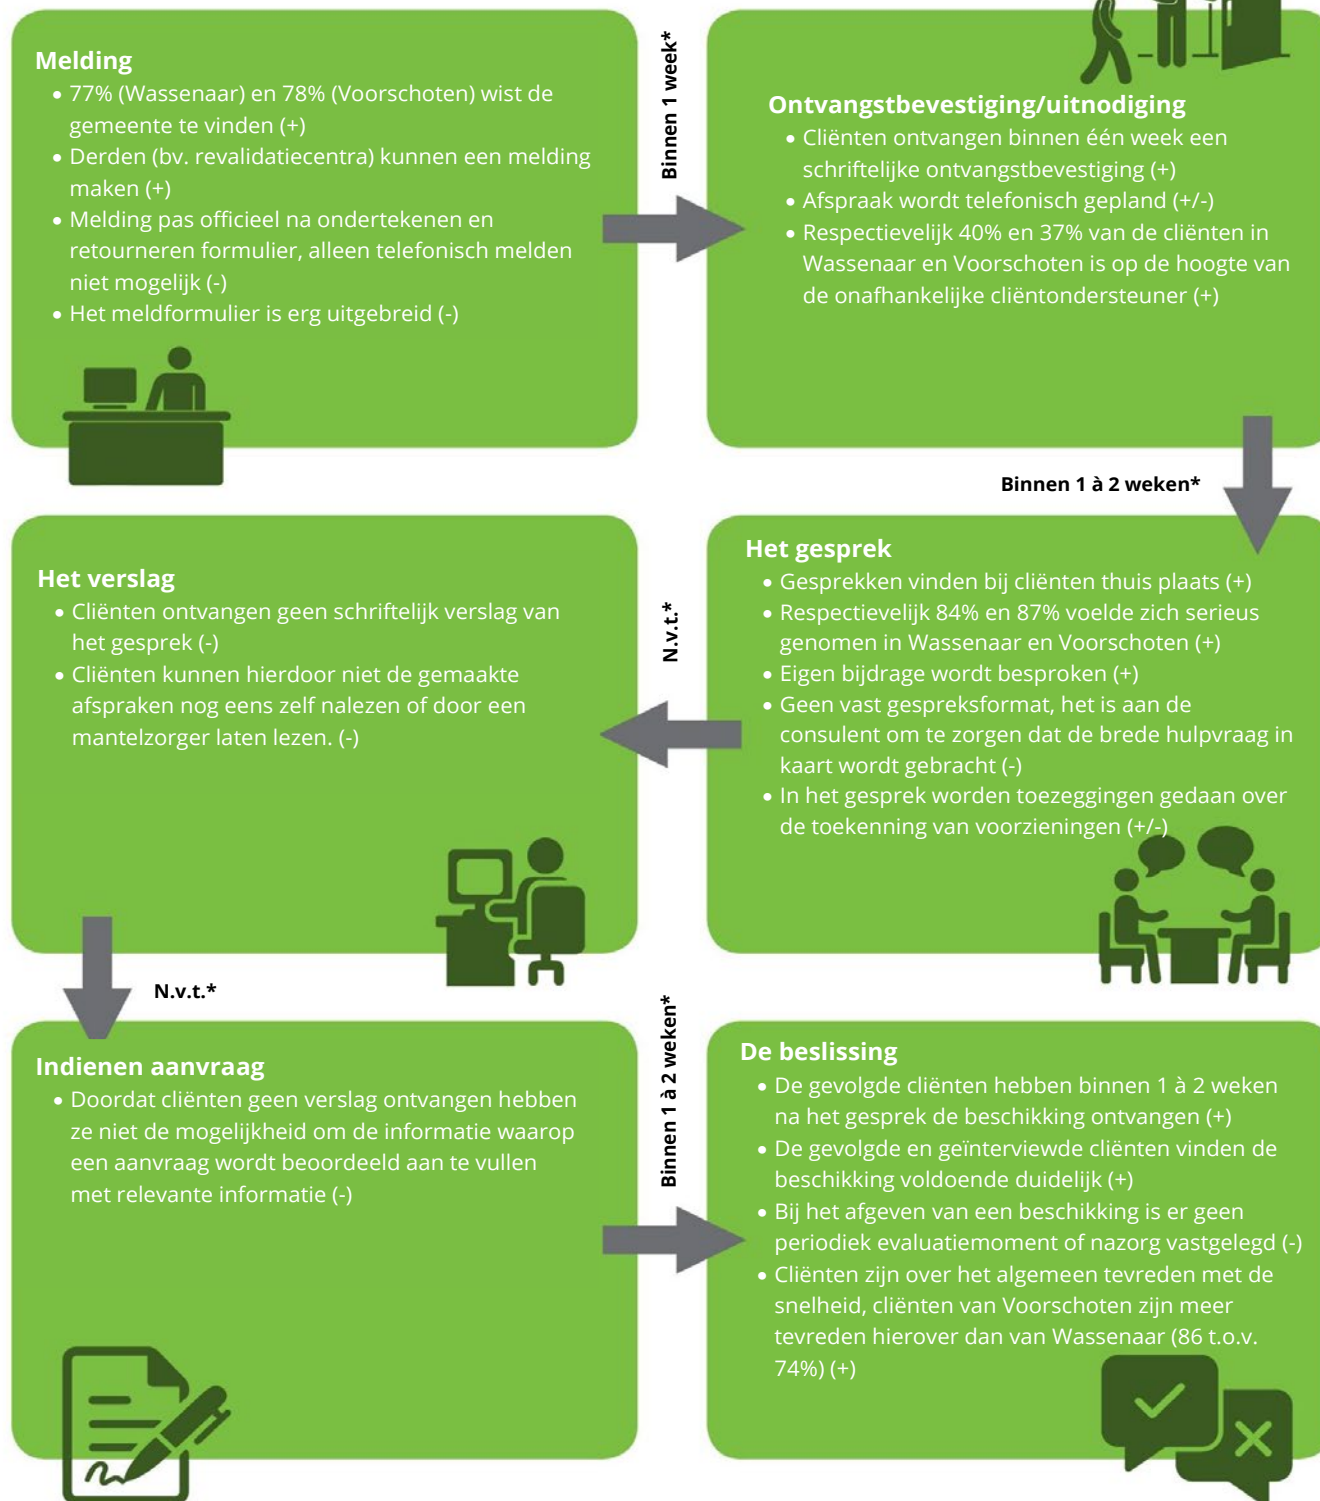 Melding
• 77% (Wassenaar) en 78% (Voorschoten) wist de
gemeente te vinden (+)
• Derden (bv. revalidatiecentra) kunnen een melding
maken (+)
• Melding pas officieel na ondertekenen en
retourneren formulier, alleen telefonisch melden
niet mogelijk (-)
• Het meldformulier is erg uitgebreid (-)
Binnen 1 week*
Ontvangstbevestiging/uitnodiging
• Cliënten ontvangen binnen één week een
schriftelijke ontvangstbevestiging (+)
• Afspraak wordt telefonisch gepland (+/-)
• Respectievelijk 40% en 37% van de cliënten in
Wassenaar en Voorschoten is op de hoogte van
de onafhankelijke cliëntondersteuner (+)
Binnen 1 à 2 weken*
Het gesprek
• Gesprekken vinden bij cliënten thuis plaats (+)
• Respectievelijk 84% en 87% voelde zich serieus
genomen in Wassenaar en Voorschoten (+)
• Eigen bijdrage wordt besproken (+)
• Geen vast gespreksformat, het is aan de
consulent om te zorgen dat de brede hulpvraag in
kaart wordt gebracht (-)
• In het gesprek worden toezeggingen gedaan over
de toekenning van voorzieningen (+/-)
N.v.t.*
Het verslag
• Cliënten ontvangen geen schriftelijk verslag van
het gesprek (-)
• Cliënten kunnen hierdoor niet de gemaakte
afspraken nog eens zelf nalezen of door een
mantelzorger laten lezen. (-)
N.v.t.*
Indienen aanvraag
• Doordat cliënten geen verslag ontvangen hebben
ze niet de mogelijkheid om de informatie waarop
een aanvraag wordt beoordeeld aan te vullen
met relevante informatie (-)
Binnen 1 à 2 weken*
De beslissing
• De gevolgde cliënten hebben binnen 1 à 2 weken
na het gesprek de beschikking ontvangen (+)
• De gevolgde en geïnterviewde cliënten vinden de
beschikking voldoende duidelijk (+)
• Bij het afgeven van een beschikking is er geen
periodiek evaluatiemoment of nazorg vastgelegd (-)
• Cliënten zijn over het algemeen tevreden met de
snelheid, cliënten van Voorschoten zijn meer
tevreden hierover dan van Wassenaar (86 t.o.v.
74%) (+)